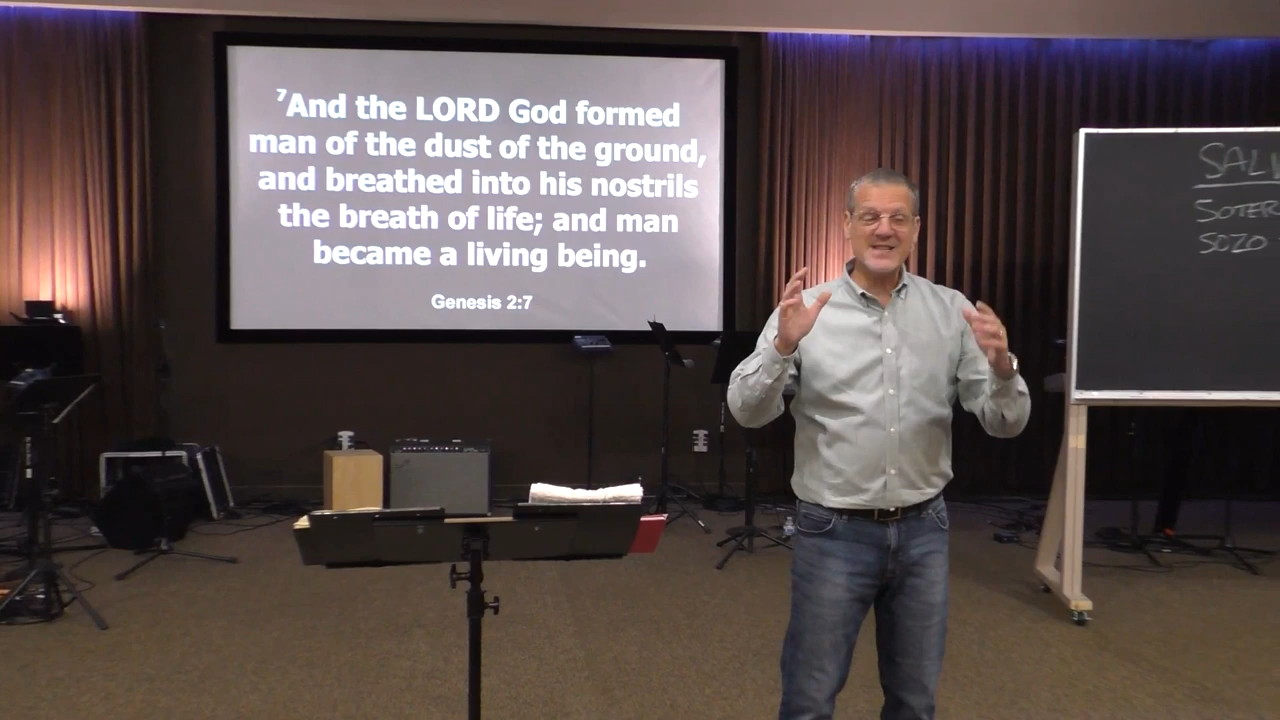 ⁷And the LORD God formed
man of the dust of the ground,
and breathed into his nostrils
the breath of life; and man
became a living being.
Genesis 2:7
SOZO